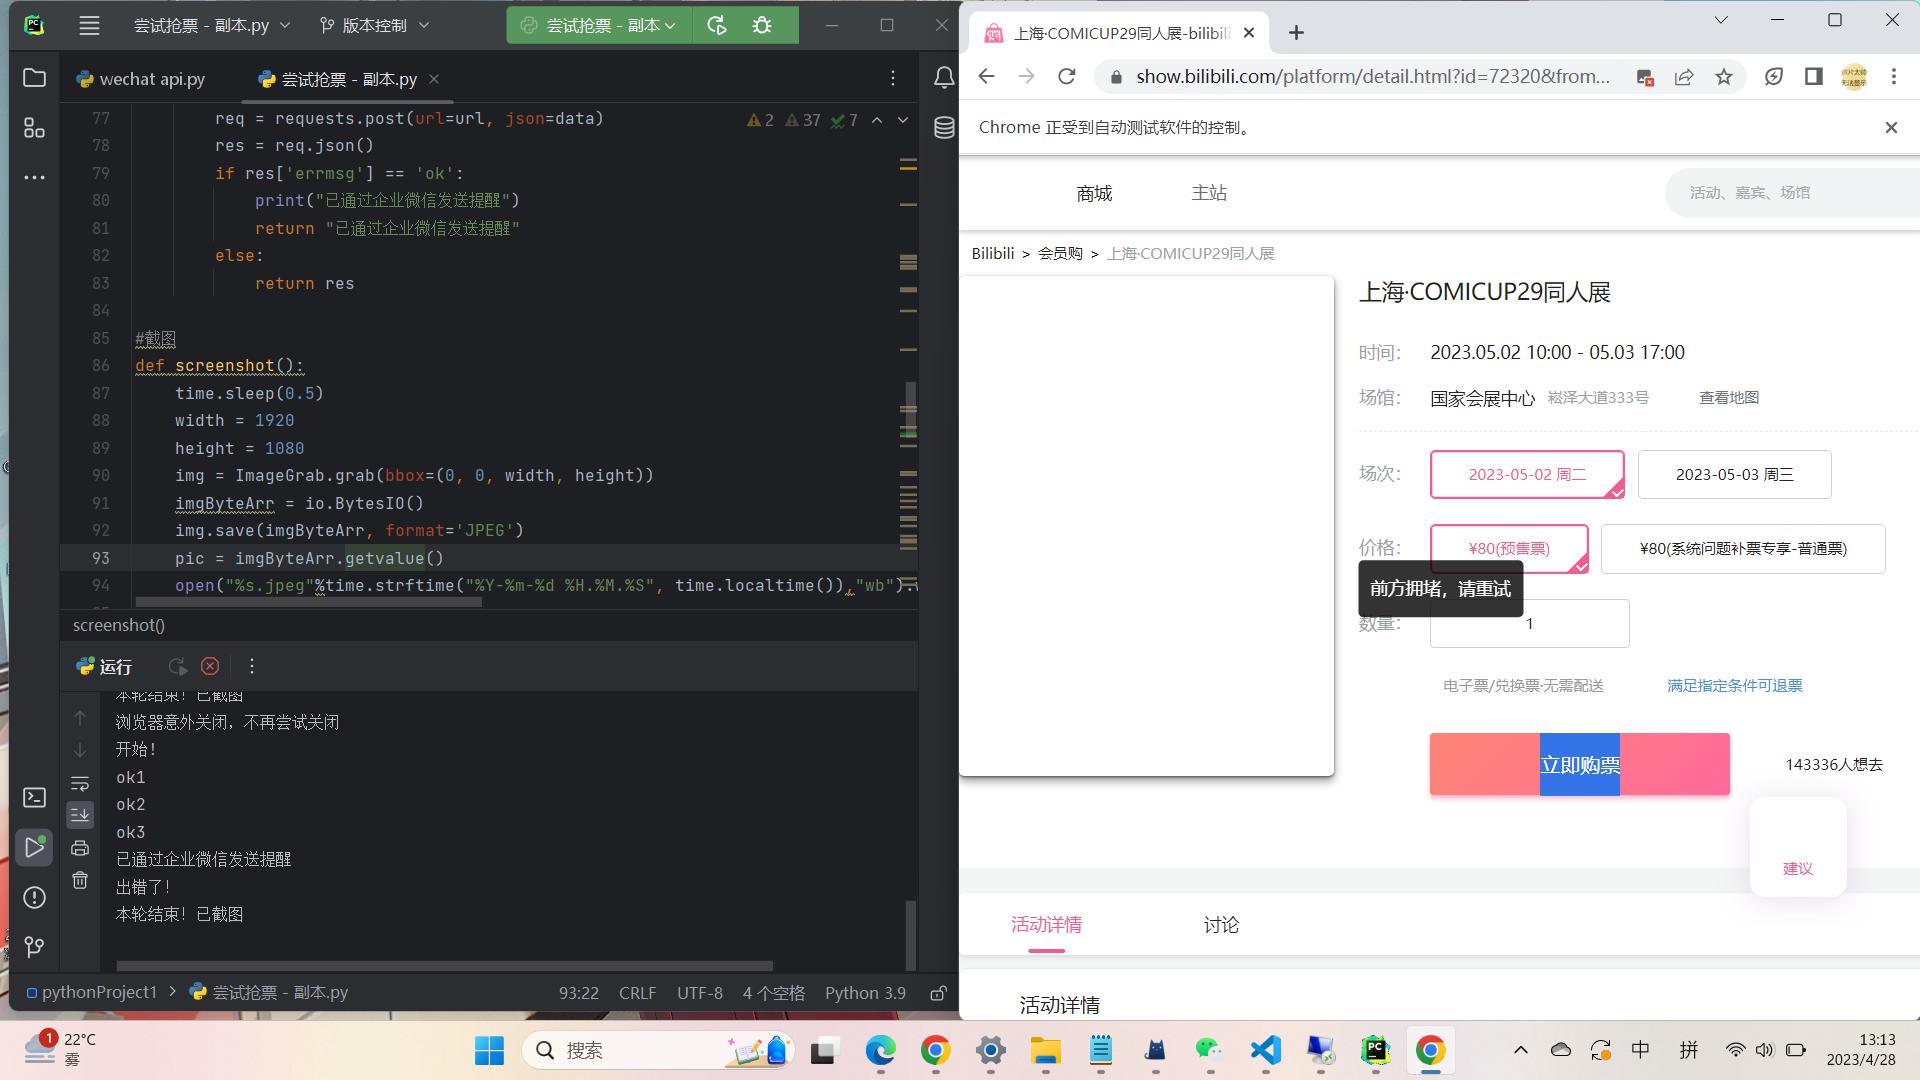 尝试抢票 - 副本.py
版本控制
尝试抢票 - 副本
wechat api.py
尝试抢票 - 副本.py
77 req = requests.post(url=url, json=data)
2 37 7
78 res = req.json()
79 if res['errmsg'] == 'ok':
80 print("已通过企业微信发送提醒")
81 return "已通过企业微信发送提醒"
82 else:
83 return res
84
85 #截图
86 def screenshot():
87 time.sleep(0.5)
88 width = 1920
89 height = 1080
90 img = ImageGrab.grab(bbox=(0, 0, width, height))
91 imgByteArr = io.BytesIO()
92 img.save(imgByteArr, format='JPEG')
93 pic = imgByteArr.getvalue()
94 open("%s.jpeg"%time.strftime("%Y-%m-%d %H.%M.%S", time.localtime()),"wb").
screenshot()
运行
本轮结束！已截图
浏览器意外关闭，不再尝试关闭
开始！
ok1
ok2
ok3
已通过企业微信发送提醒
出错了！
本轮结束！已截图
pythonProject1 > 尝试抢票 - 副本.py
93:22 CRLF UTF-8 4 个空格 Python 3.9
上海·COMICUP29同人展-bilibili
show.bilibili.com/platform/detail.html?id=72320&from...
Chrome 正受到自动测试软件的控制。
商城 主站
活动、嘉宾、场馆
Bilibili > 会员购 > 上海·COMICUP29同人展
上海·COMICUP29同人展
时间： 2023.05.02 10:00 - 05.03 17:00
场馆： 国家会展中心 崧泽大道333号 查看地图
场次： 2023-05-02 周二 2023-05-03 周三
价格： ¥80(预售票) ¥80(系统问题补票专享-普通票)
前方拥堵，请重试
数量： 1
电子票/兑换票·无需配送 满足指定条件可退票
立即购票 143336人想去
建议
活动详情 讨论
活动详情
1
22°C
雾
搜索
中 拼
13:13
2023/4/28